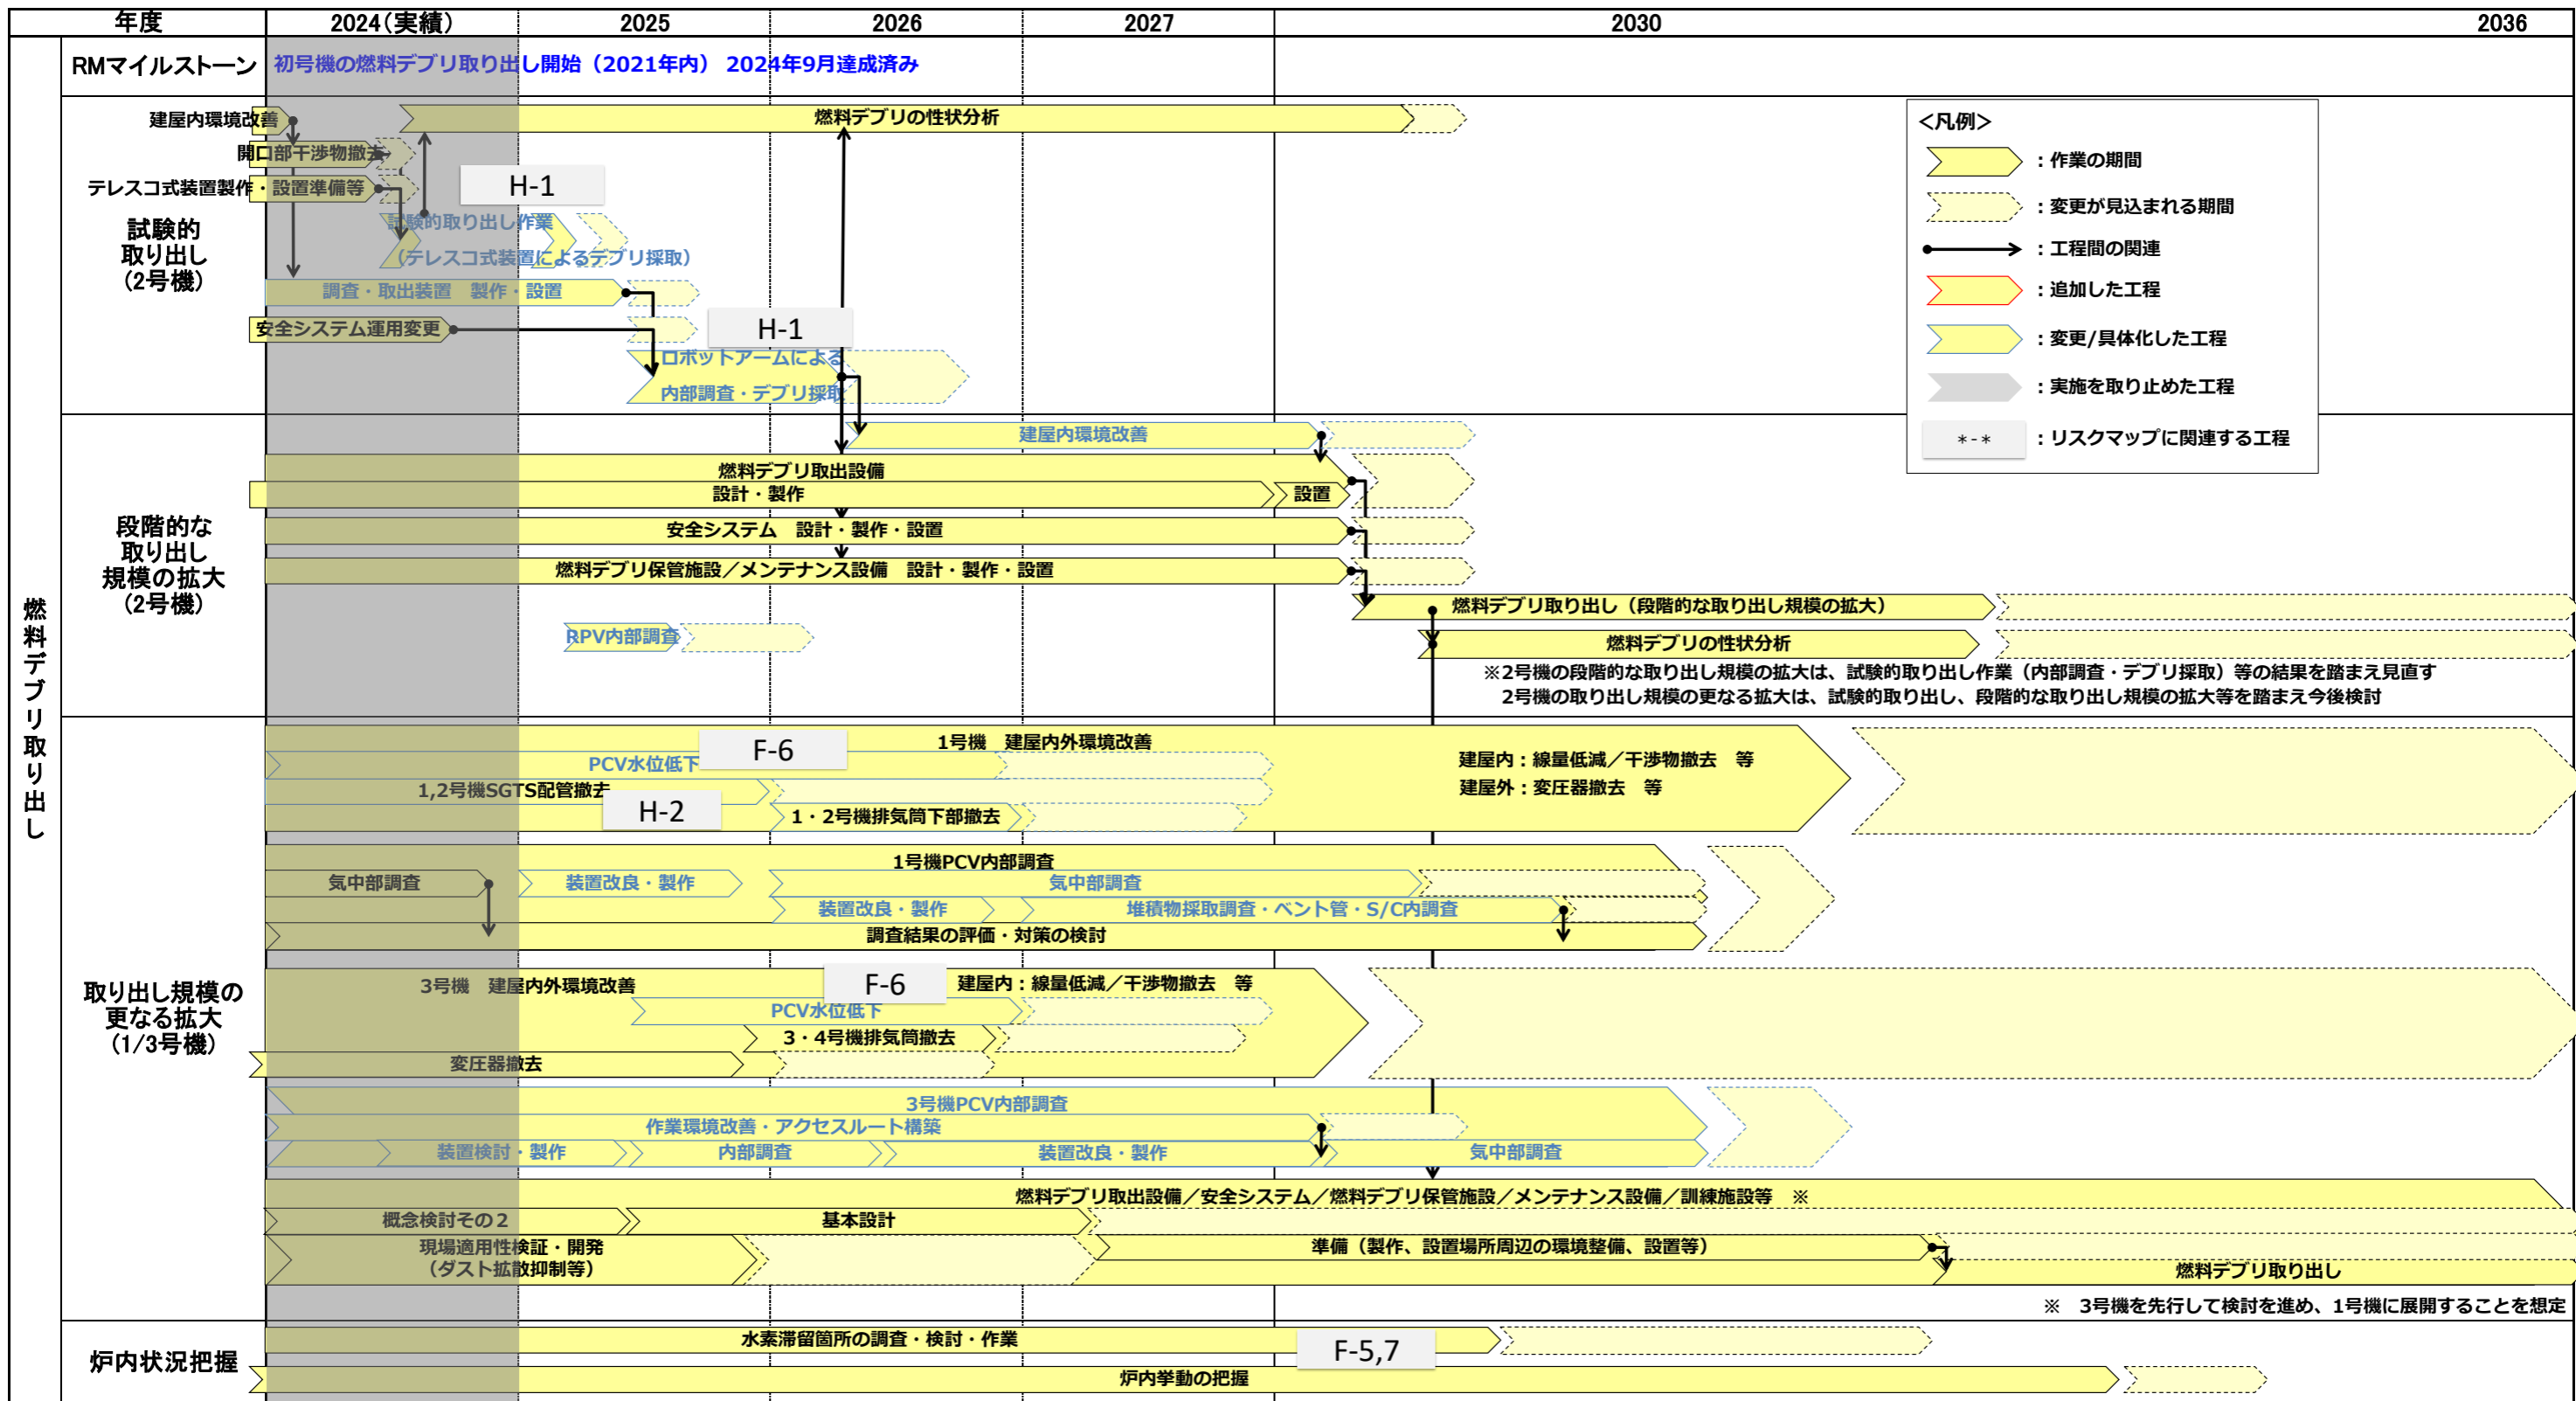 年度
2024(実績)
2025
2026
2027
2030
2036
燃料デブリ取り出し
RMマイルストーン
初号機の燃料デブリ取り出し開始（2021年内） 2024年9月達成済み
試験的
取り出し
(2号機)
建屋内環境改善
燃料デブリの性状分析
開口部干渉物撤去
テレスコ式装置製作・設置準備等
H-1
試験的取り出し作業
（テレスコ式装置によるデブリ採取）
調査・取出装置　製作・設置
安全システム運用変更
H-1
ロボットアームによる
内部調査・デブリ採取
＜凡例＞
：作業の期間
：変更が見込まれる期間
：工程間の関連
：追加した工程
：変更/具体化した工程
：実施を取り止めた工程
*-*
：リスクマップに関連する工程
段階的な
取り出し
規模の拡大
(2号機)
建屋内環境改善
燃料デブリ取出設備
設計・製作
設置
安全システム　設計・製作・設置
燃料デブリ保管施設／メンテナンス設備　設計・製作・設置
燃料デブリ取り出し（段階的な取り出し規模の拡大）
RPV内部調査
燃料デブリの性状分析
※2号機の段階的な取り出し規模の拡大は、試験的取り出し作業（内部調査・デブリ採取）等の結果を踏まえ見直す
2号機の取り出し規模の更なる拡大は、試験的取り出し、段階的な取り出し規模の拡大等を踏まえ今後検討
取り出し規模の
更なる拡大
(1/3号機)
1号機　建屋内外環境改善
F-6
PCV水位低下
建屋内：線量低減／干渉物撤去　等
1,2号機SGTS配管撤去
建屋外：変圧器撤去　等
H-2
1・2号機排気筒下部撤去
1号機PCV内部調査
気中部調査
装置改良・製作
気中部調査
装置改良・製作
堆積物採取調査・ベント管・S/C内調査
調査結果の評価・対策の検討
3号機　建屋内外環境改善
F-6
建屋内：線量低減／干渉物撤去　等
PCV水位低下
3・4号機排気筒撤去
変圧器撤去
3号機PCV内部調査
作業環境改善・アクセスルート構築
装置検討・製作
内部調査
装置改良・製作
気中部調査
燃料デブリ取出設備／安全システム／燃料デブリ保管施設／メンテナンス設備／訓練施設等　※
概念検討その２
基本設計
現場適用性検証・開発
（ダスト拡散抑制等）
準備（製作、設置場所周辺の環境整備、設置等）
燃料デブリ取り出し
※　3号機を先行して検討を進め、1号機に展開することを想定
炉内状況把握
水素滞留箇所の調査・検討・作業
F-5,7
炉内挙動の把握